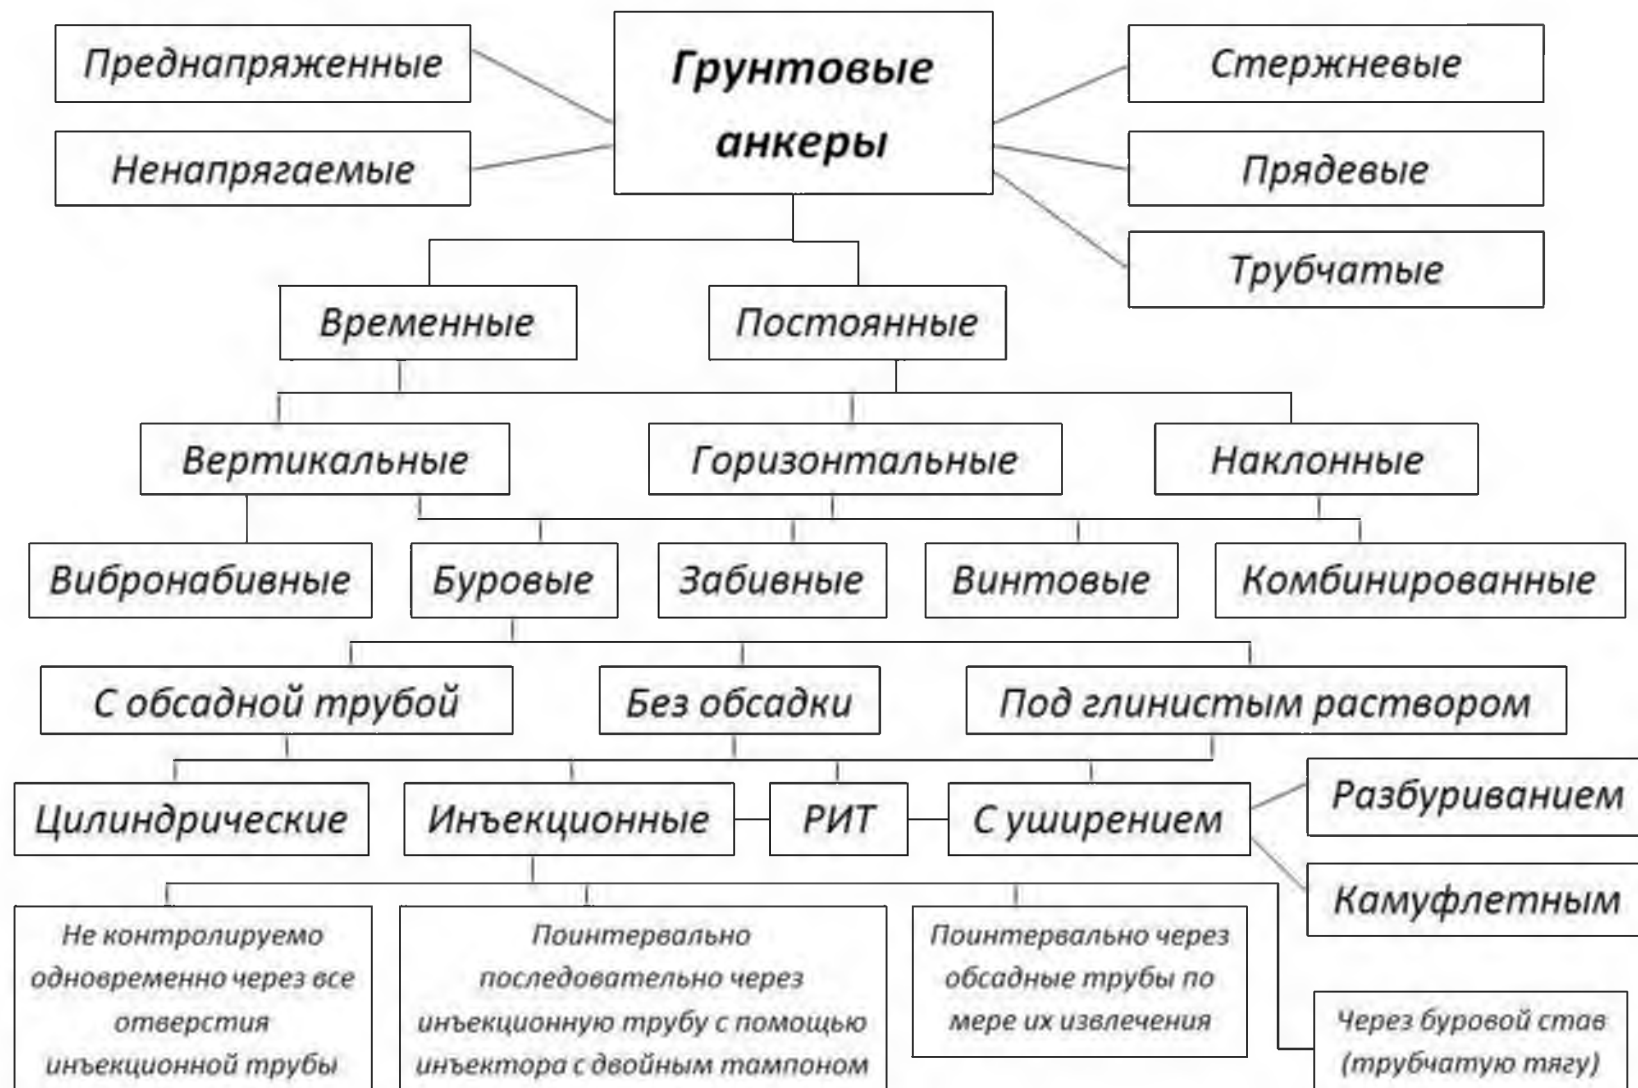 Преднапряженные
Ненапрягаемые
Грунтовые
анкеры
Стержневые
Прядевые
Трубчатые
Временные
Постоянные
Вертикальные
Горизонтальные
Наклонные
Вибронабивные
Буровые
Забивные
Винтовые
Комбинированные
С обсадной трубой
Без обсадки
Под глинистым раствором
Цилиндрические
Инъекционные
РИТ
С уширением
Разбуриванием
Камуфлетным
Не контролируемо
одновременно через все
отверстия
инъекционной трубы
Поинтервально
последовательно через
инъекционную трубу с помощью
инъектора с двойным тампоном
Поинтервально через
обсадные трубы по
мере их извлечения
Через буровой став
(трубчатую тягу)